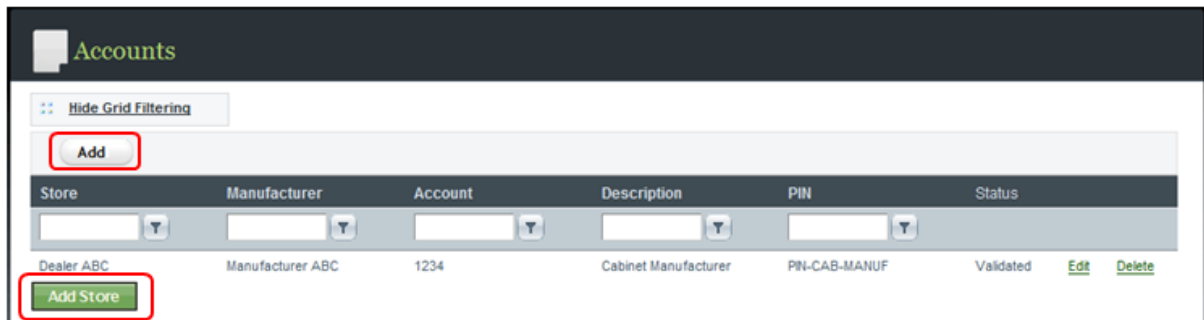 Accounts
Hide Grid Filtering
Add
Store Manufacturer Account Description PIN Status
Dealer ABC Manufacturer ABC 1234 Cabinet Manufacturer PIN-CAB-MANUF Validated Edit Delete
Add Store